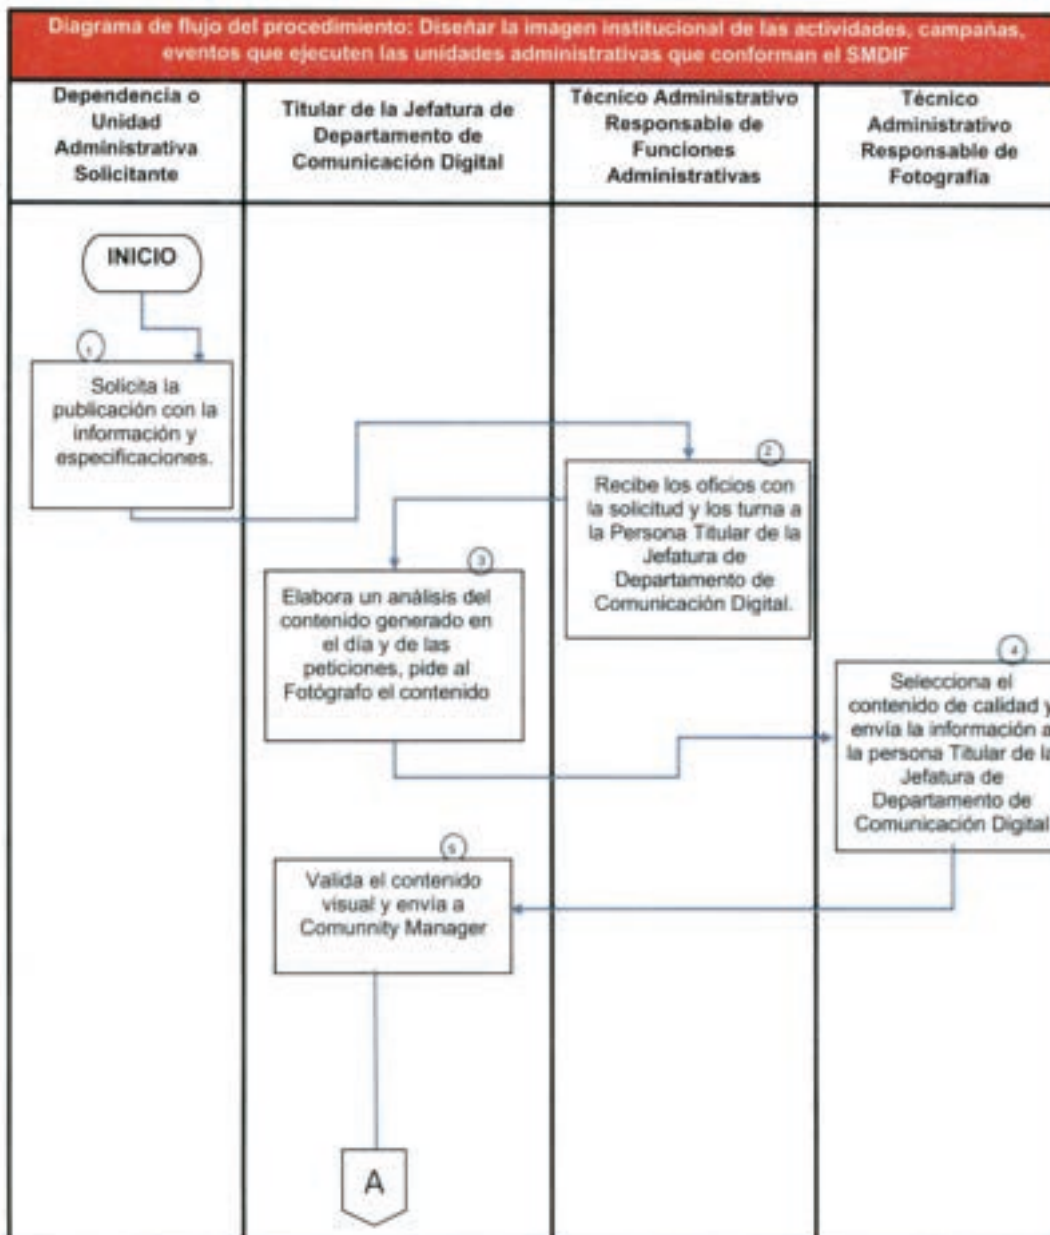 Diagrama de flujo del procedimiento: Diseñar la imagen institucional de las actividades, campañas,
eventos que ejecuten las unidades administrativas que conforman el SMDIF
Dependencia o
Unidad
Administrativa
Solicitante
Titular de la Jefatura de
Departamento de
Comunicación Digital
Técnico Administrativo
Responsable de
Funciones
Administrativas
Técnico
Administrativo
Responsable de
Fotografía
INICIO
1
Solicita la
publicación con la
información y
especificaciones.
2
Recibe los oficios con
la solicitud y los turna a
la Persona Titular de la
Jefatura de
Departamento de
Comunicación Digital.
3
Elabora un análisis del
contenido generado en
el día y de las
peticiones, pide al
Fotógrafo el contenido
4
Selecciona el
contenido de calidad y
envía la información a
la persona Titular de la
Jefatura de
Departamento de
Comunicación Digital
5
Valida el contenido
visual y envía a
Comunnity Manager
A